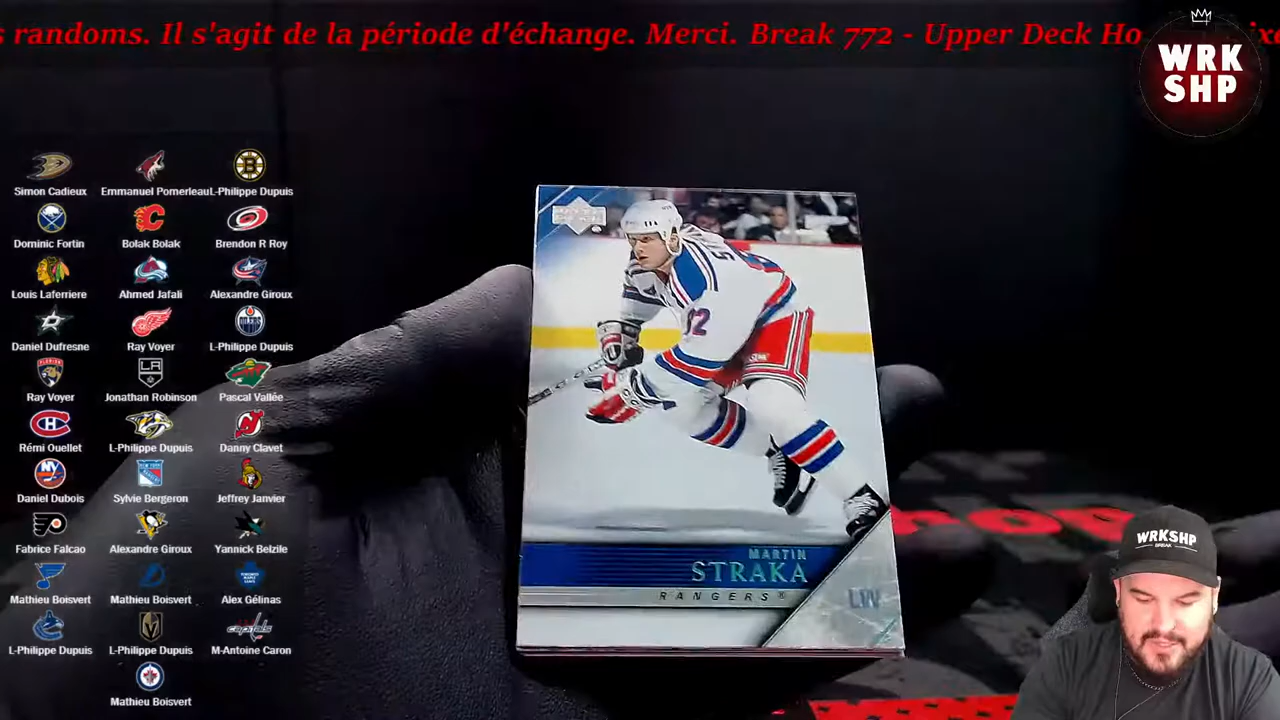 s randoms. Il s'agit de la période d'échange. Merci. Break 772 - Upper Deck Ho
WRK
SHP
Simon Cadieux
Emmanuel Pomerleau
L-Philippe Dupuis
Dominic Fortin
Bolak Bolak
Brendon R Roy
Louis Laferriere
Ahmed Jafali
Alexandre Giroux
Daniel Dufresne
Ray Voyer
L-Philippe Dupuis
Ray Voyer
Jonathan Robinson
Pascal Vallée
Rémi Ouellet
L-Philippe Dupuis
Danny Clavet
Daniel Dubois
Sylvie Bergeron
Jeffrey Janvier
Fabrice Falcao
Alexandre Giroux
Yannick Belzile
Mathieu Boisvert
Mathieu Boisvert
Alex Gélinas
L-Philippe Dupuis
L-Philippe Dupuis
M-Antoine Caron
Mathieu Boisvert
MARTIN
STRAKA
RANGERS
LW
WRKSHP
BREAK